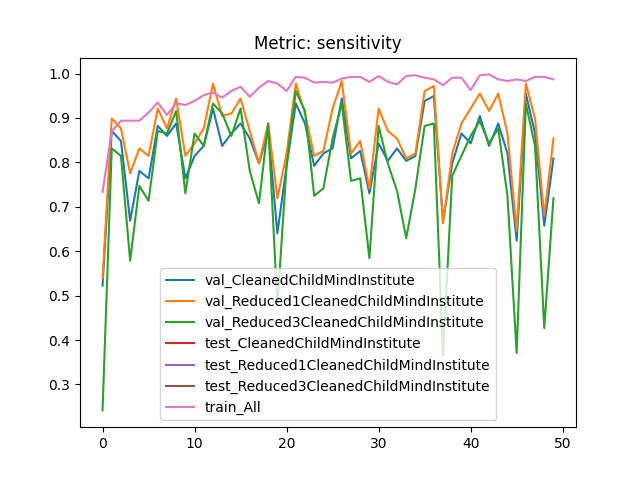 Metric: sensitivity
1.0
0.9
0.8
0.7
0.6
0.5
0.4
0.3
val_CleanedChildMindInstitute
val_Reduced1CleanedChildMindInstitute
val_Reduced3CleanedChildMindInstitute
test_CleanedChildMindInstitute
test_Reduced1CleanedChildMindInstitute
test_Reduced3CleanedChildMindInstitute
train_All
0 10 20 30 40 50